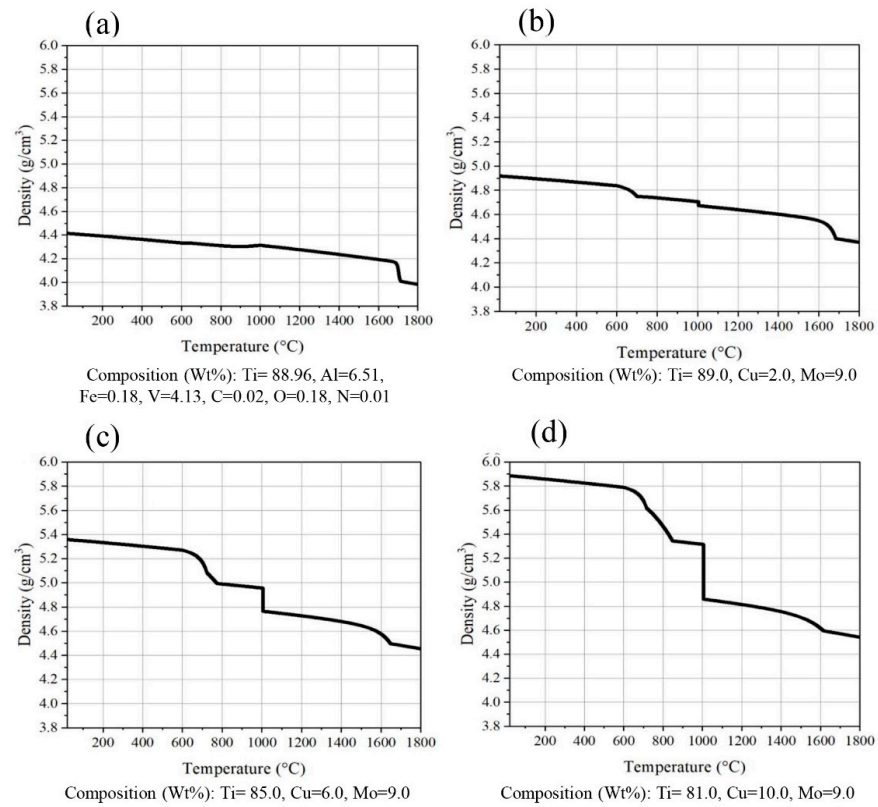 (a)
6.0
5.8
5.6
5.4
5.2
5.0
4.8
4.6
4.4
4.2
4.0
3.8
Density (g/cm³)
200 400 600 800 1000 1200 1400 1600 1800
Temperature (°C)
Composition (Wt%): Ti= 88.96, Al=6.51,
Fe=0.18, V=4.13, C=0.02, O=0.18, N=0.01
(b)
6.0
5.8
5.6
5.4
5.2
5.0
4.8
4.6
4.4
4.2
4.0
3.8
Density (g/cm³)
200 400 600 800 1000 1200 1400 1600 1800
Temperature (°C)
Composition (Wt%): Ti= 89.0, Cu=2.0, Mo=9.0
(c)
6.0
5.8
5.6
5.4
5.2
5.0
4.8
4.6
4.4
4.2
4.0
3.8
Density (g/cm³)
200 400 600 800 1000 1200 1400 1600 1800
Temperature (°C)
Composition (Wt%): Ti= 85.0, Cu=6.0, Mo=9.0
(d)
6.0
5.8
5.6
5.4
5.2
5.0
4.8
4.6
4.4
4.2
4.0
3.8
Density (g/cm³)
200 400 600 800 1000 1200 1400 1600 1800
Temperature (°C)
Composition (Wt%): Ti= 81.0, Cu=10.0, Mo=9.0